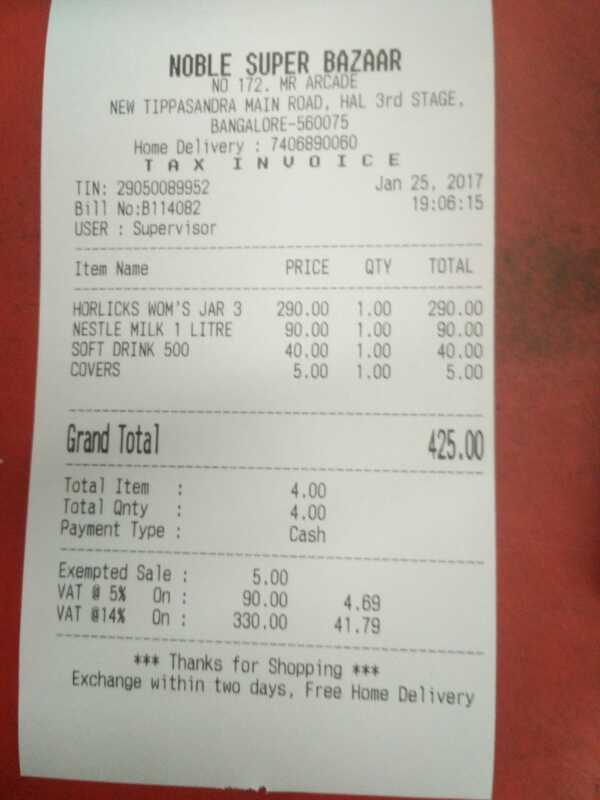 NOBLE SUPER BAZAAR
NO 172. MR ARCADE
NEW TIPPASANDRA MAIN ROAD, HAL 3rd STAGE,
BANGALORE-560075
Home Delivery : 7406890060
TAX INVOICE
TIN: 29050089952 Jan 25, 2017
Bill No:B114082 19:06:15
USER : Supervisor
Item Name PRICE QTY TOTAL
HORLICKS WOM'S JAR 3 290.00 1.00 290.00
NESTLE MILK 1 LITRE 90.00 1.00 90.00
SOFT DRINK 500 40.00 1.00 40.00
COVERS 5.00 1.00 5.00
Grand Total 425.00
Total Item : 4.00
Total Qnty : 4.00
Payment Type : Cash
Exempted Sale : 5.00
VAT @ 5% On : 90.00 4.69
VAT @14% On : 330.00 41.79
*** Thanks for Shopping ***
Exchange within two days, Free Home Delivery